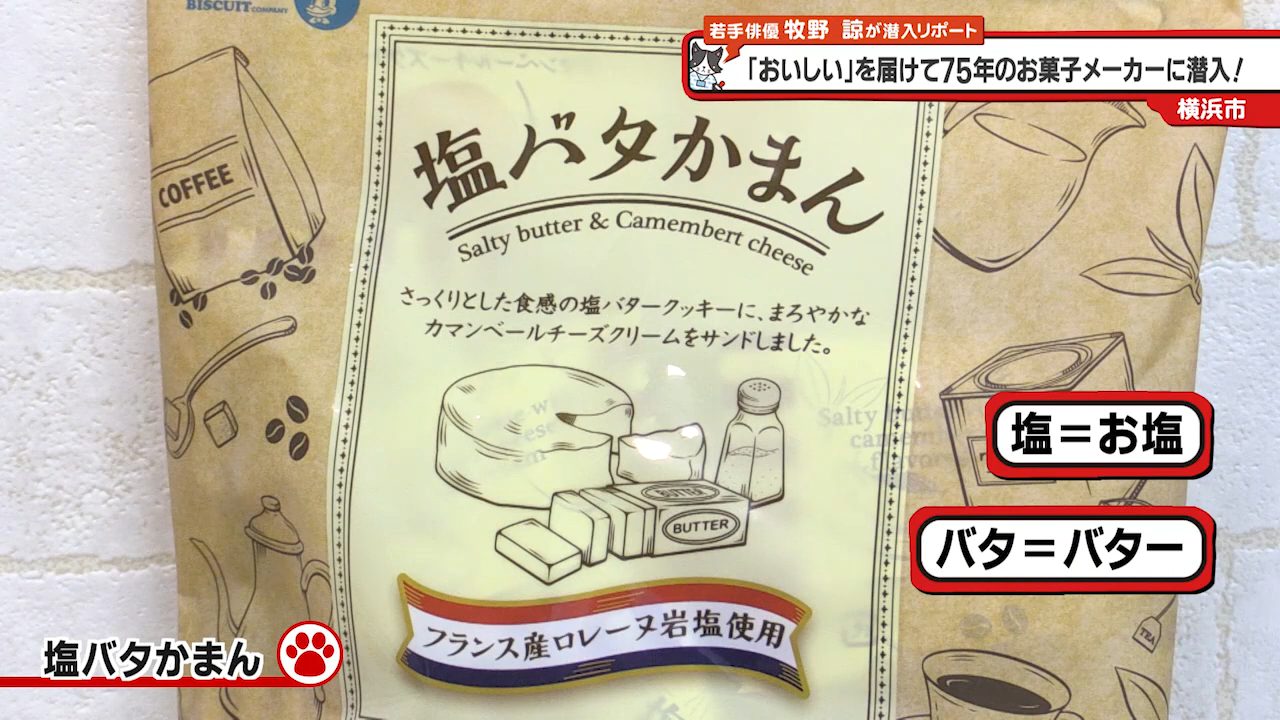 BISCUIT COMPANY
若手俳優 牧野 諒が潜入リポート
「おいしい」を届けて75年のお菓子メーカーに潜入!
横浜市
COFFEE
塩バタかまん
Salty butter & Camembert cheese
さっくりとした食感の塩バタークッキーに、まろやかな
カマンベールチーズクリームをサンドしました。
Salty
塩=お塩
BUTTER
BUTTER
バタ=バター
フランス産ロレーヌ岩塩使用
TEA
塩バタかまん